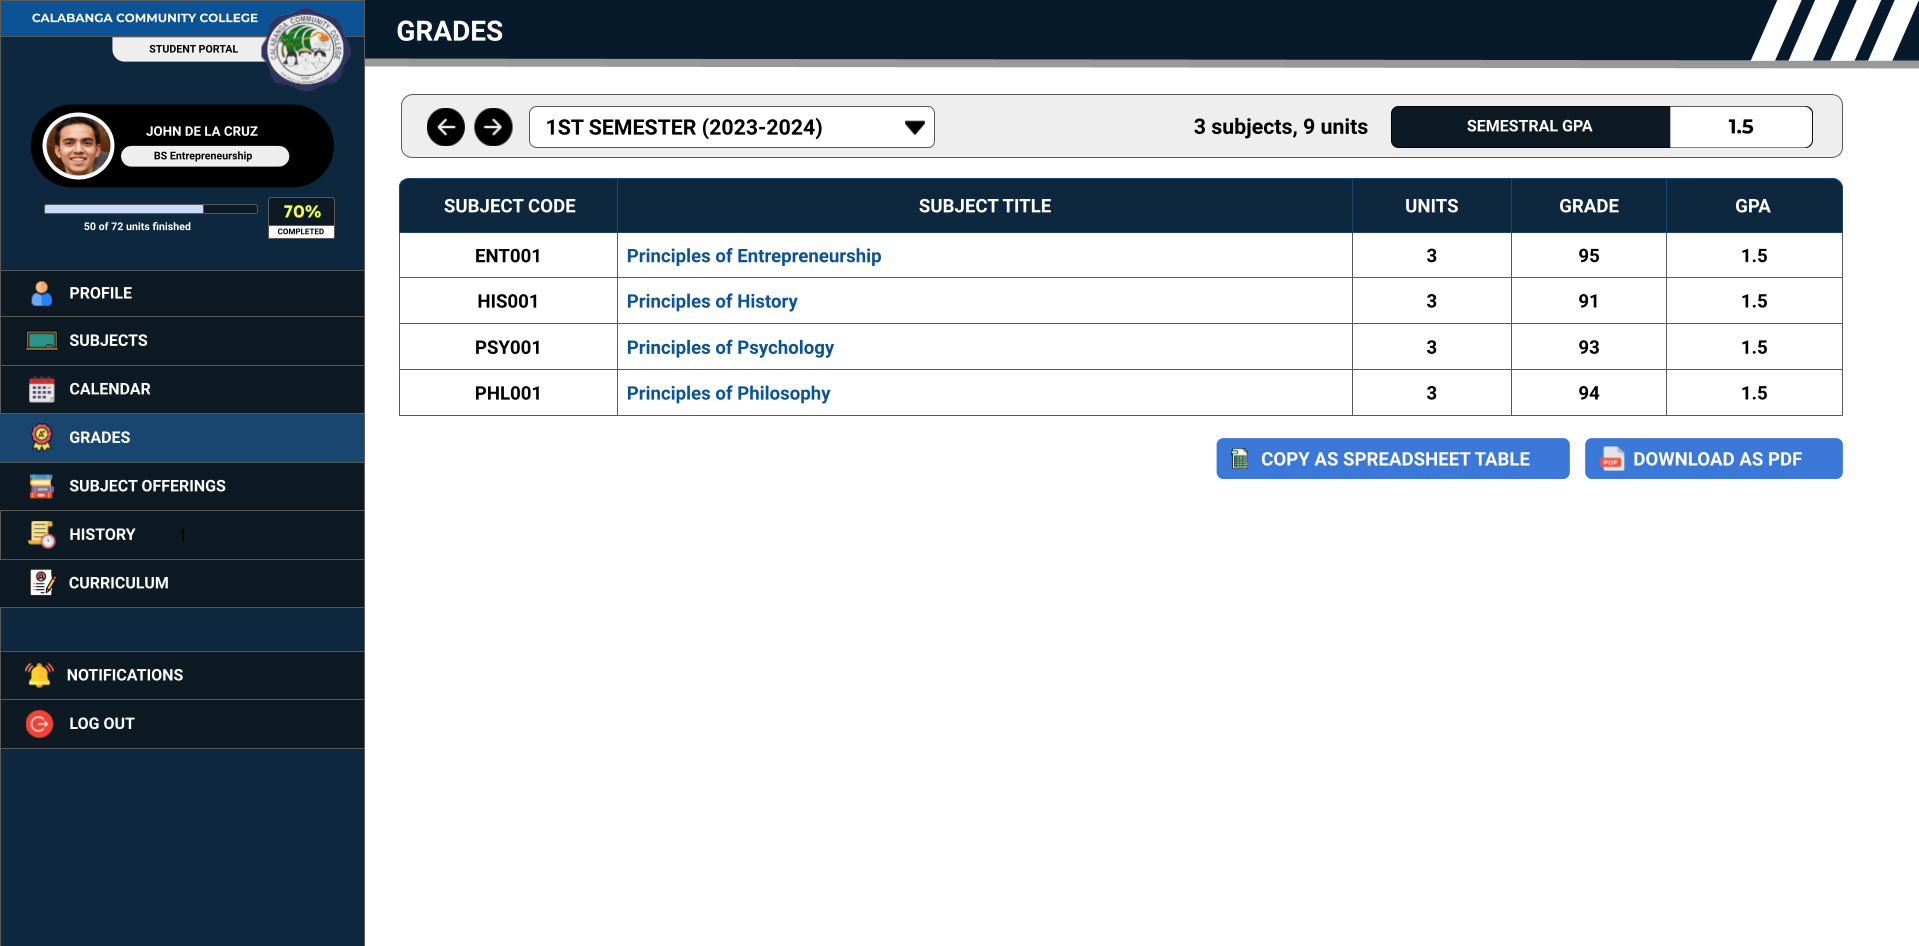 CALABANGA COMMUNITY COLLEGE
STUDENT PORTAL
JOHN DE LA CRUZ
BS Entrepreneurship
50 of 72 units finished
70%
COMPLETED
PROFILE
SUBJECTS
CALENDAR
GRADES
SUBJECT OFFERINGS
HISTORY 1
CURRICULUM
NOTIFICATIONS
LOG OUT
GRADES
1ST SEMESTER (2023-2024) 3 subjects, 9 units SEMESTRAL GPA 1.5
SUBJECT CODE SUBJECT TITLE UNITS GRADE GPA
ENT001 Principles of Entrepreneurship 3 95 1.5
HIS001 Principles of History 3 91 1.5
PSY001 Principles of Psychology 3 93 1.5
PHL001 Principles of Philosophy 3 94 1.5
COPY AS SPREADSHEET TABLE PDF DOWNLOAD AS PDF